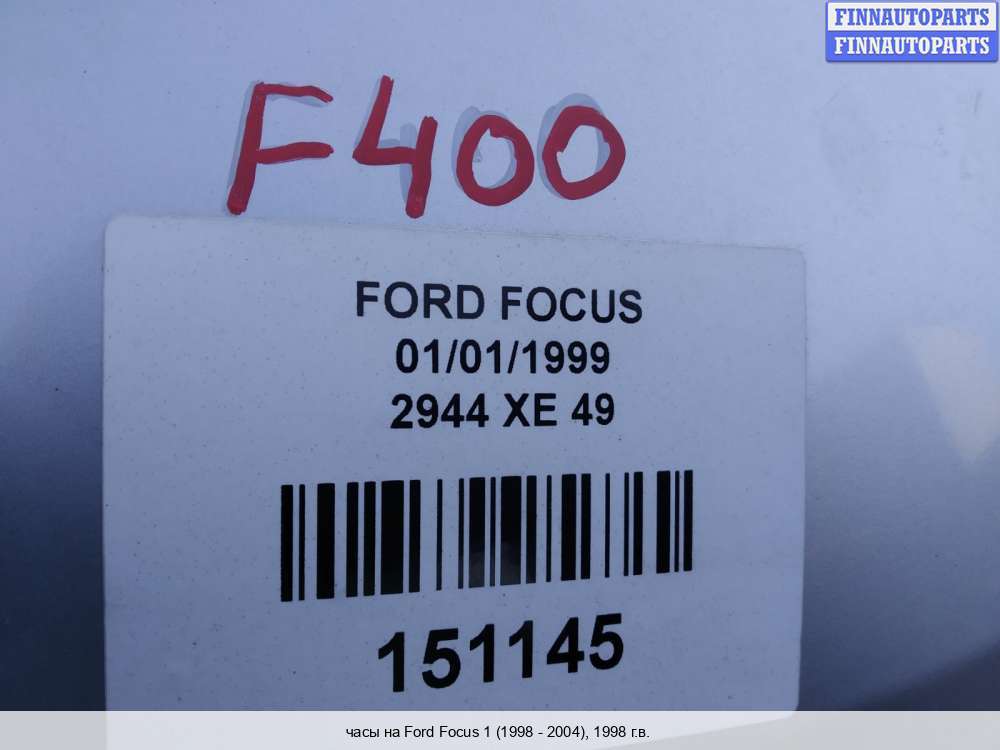 FINNAUTOPARTS
FINNAUTOPARTS
F400
FORD FOCUS
01/01/1999
2944 XE 49
151145
часы на Ford Focus 1 (1998 - 2004), 1998 г.в.